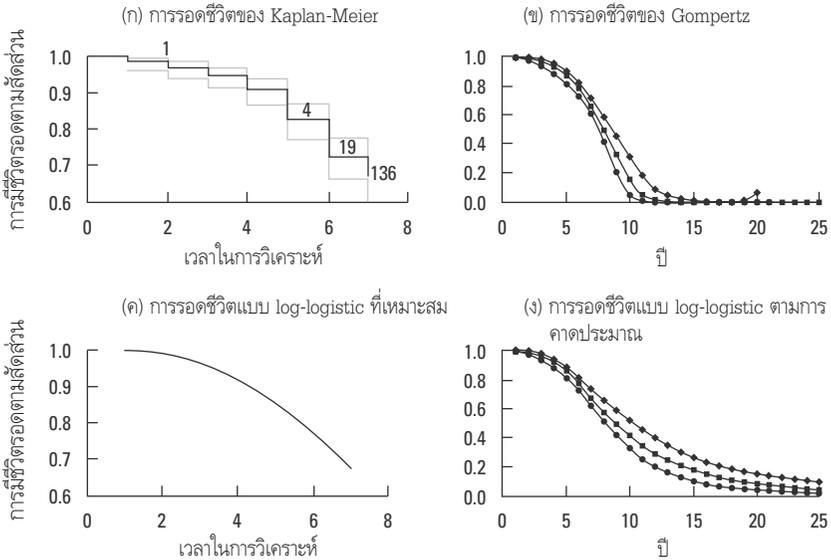 (ก) การรอดชีวิตของ Kaplan-Meier
การมีชีวิตรอดตามสัดส่วน
1.0
0.9
0.8
0.7
0.6
1
4
19
136
0 2 4 6 8
เวลาในการวิเคราะห์
(ข) การรอดชีวิตของ Gompertz
1.0
0.8
0.6
0.4
0.2
0.0
0 5 10 15 20 25
ปี
(ค) การรอดชีวิตแบบ log-logistic ที่เหมาะสม
การมีชีวิตรอดตามสัดส่วน
1.0
0.9
0.8
0.7
0.6
0 2 4 6 8
เวลาในการวิเคราะห์
(ง) การรอดชีวิตแบบ log-logistic ตามการ
คาดประมาณ
1.0
0.8
0.6
0.4
0.2
0.0
0 5 10 15 20 25
ปี